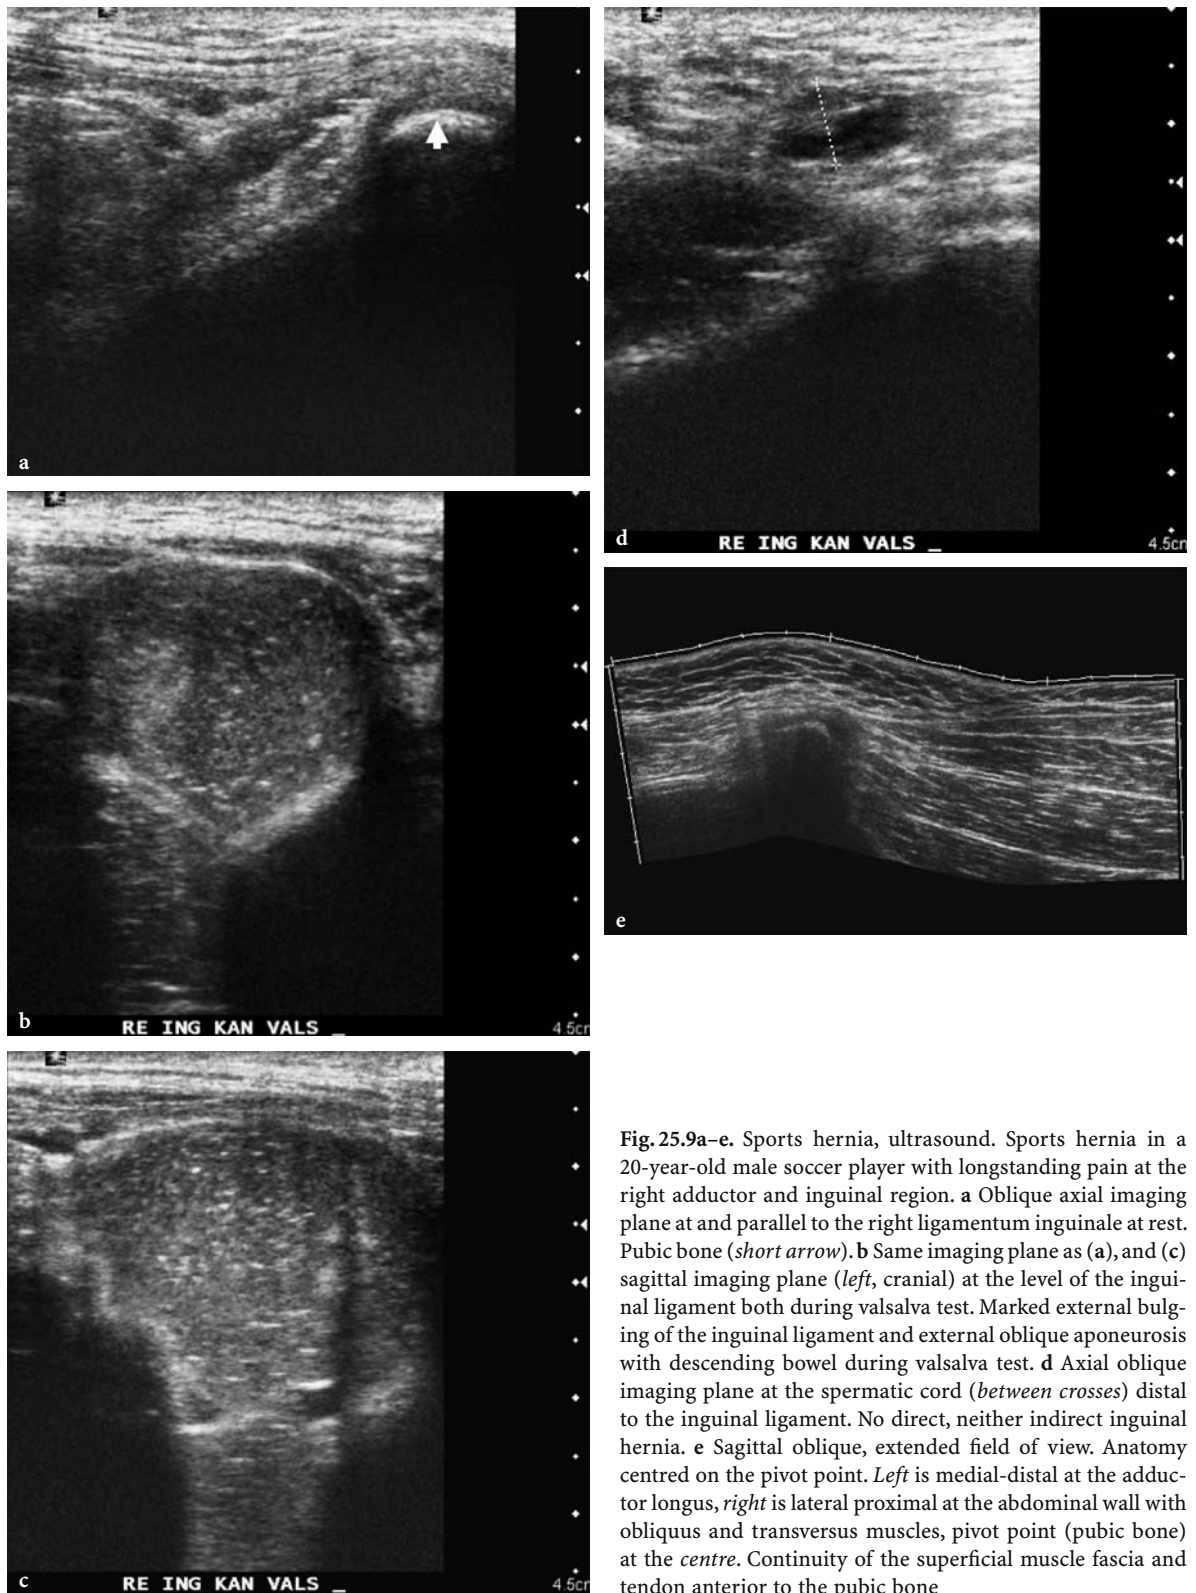 a
RE ING KAN VALS _
b
4.5cm
RE ING KAN VALS _
c
4.5cm
RE ING KAN VALS _
d
4.5cm
e
Fig. 25.9a–e. Sports hernia, ultrasound. Sports hernia in a
20-year-old male soccer player with longstanding pain at the
right adductor and inguinal region. a Oblique axial imaging
plane at and parallel to the right ligamentum inguinale at rest.
Pubic bone (short arrow). b Same imaging plane as (a), and (c)
sagittal imaging plane (left, cranial) at the level of the ingui-
nal ligament both during valsalva test. Marked external bulg-
ing of the inguinal ligament and external oblique aponeurosis
with descending bowel during valsalva test. d Axial oblique
imaging plane at the spermatic cord (between crosses) distal
to the inguinal ligament. No direct, neither indirect inguinal
hernia. e Sagittal oblique, extended field of view. Anatomy
centred on the pivot point. Left is medial-distal at the adduc-
tor longus, right is lateral proximal at the abdominal wall with
obliquus and transversus muscles, pivot point (pubic bone)
at the centre. Continuity of the superficial muscle fascia and
tendon anterior to the pubic bone